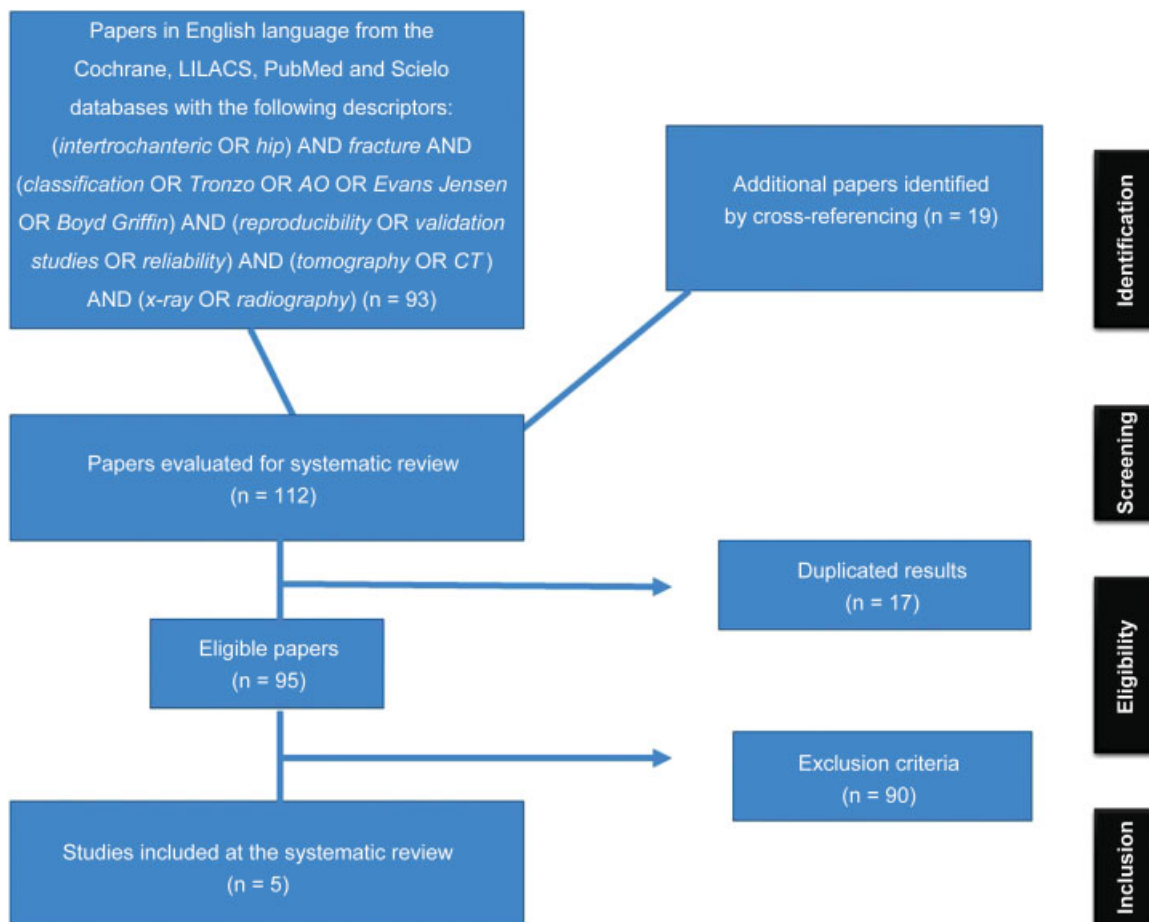 Papers in English language from the
Cochrane, LILACS, PubMed and Scielo
databases with the following descriptors:
(intertrochanteric OR hip) AND fracture AND
(classification OR Tronzo OR AO OR Evans Jensen
OR Boyd Griffin) AND (reproducibility OR validation
studies OR reliability) AND (tomography OR CT )
AND (x-ray OR radiography) (n = 93)
Additional papers identified
by cross-referencing (n = 19)
Identification
Papers evaluated for systematic review
(n = 112)
Screening
Duplicated results
(n = 17)
Eligible papers
(n = 95)
Eligibility
Exclusion criteria
(n = 90)
Studies included at the systematic review
(n = 5)
Inclusion